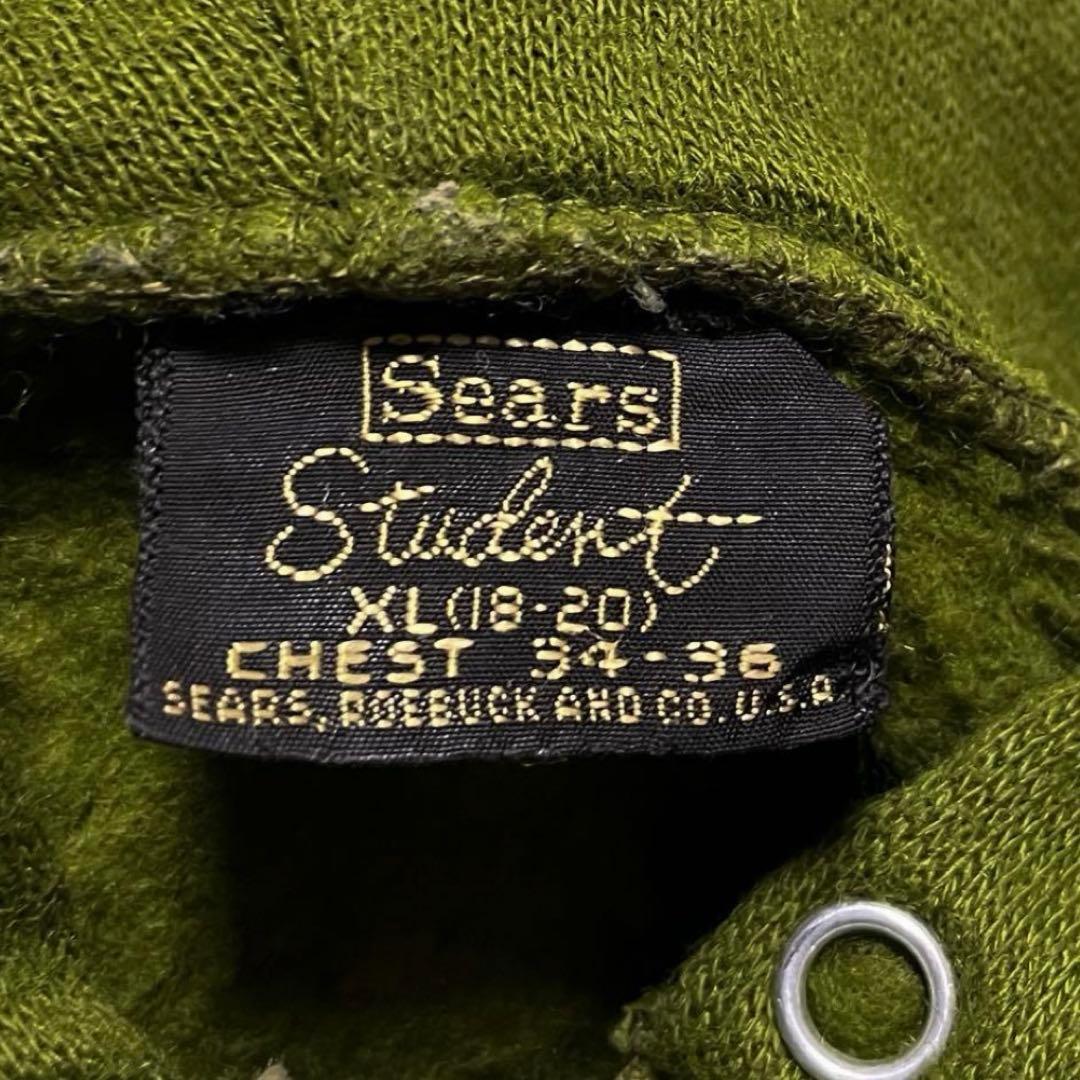 Sears
Student
XL(18-20)
CHEST 34-36
SEARS, ROEBUCK AND CO. U.S.A